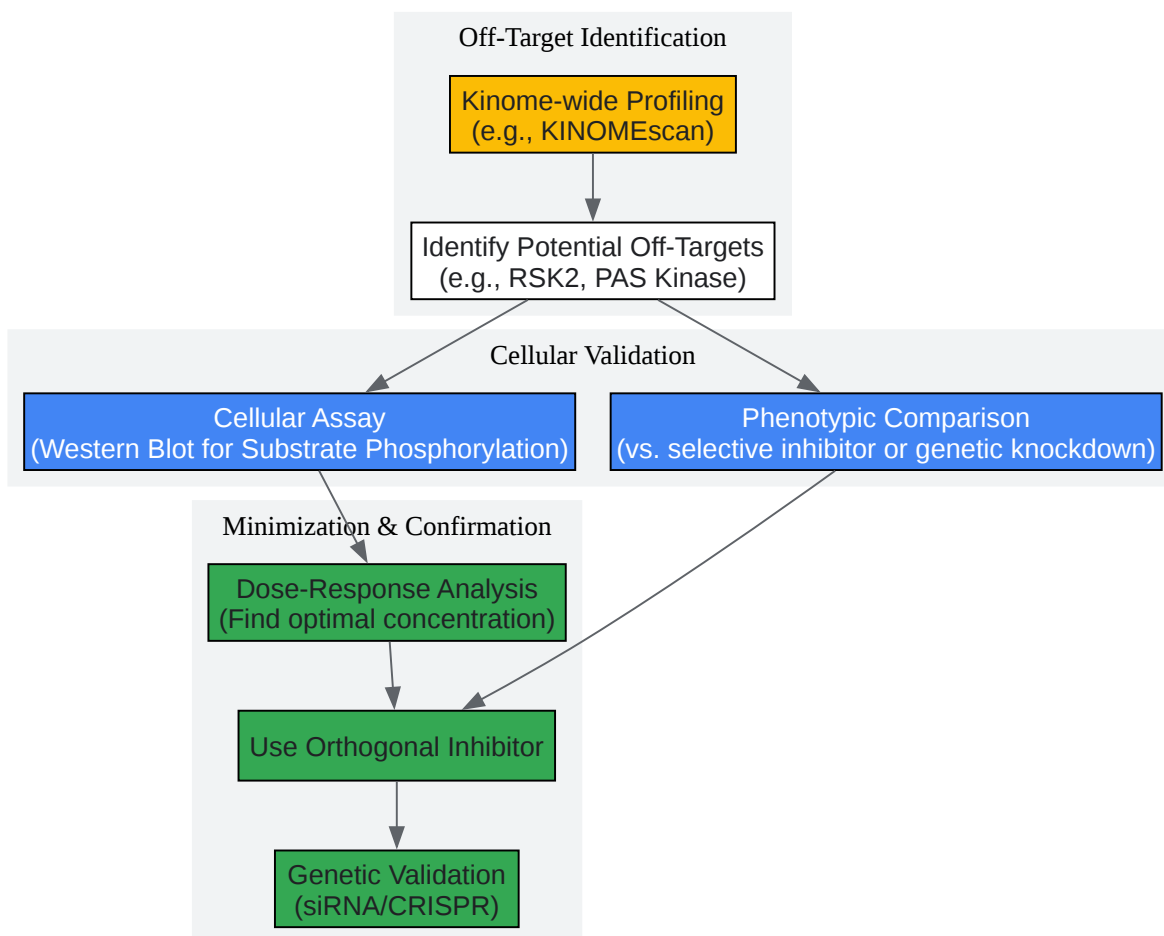 Off-Target Identification
Kinome-wide Profiling
(e.g., KINOMEscan)
Identify Potential Off-Targets
(e.g., RSK2, PAS Kinase)
Cellular Validation
Cellular Assay
(Western Blot for Substrate Phosphorylation)
Phenotypic Comparison
(vs. selective inhibitor or genetic knockdown)
Minimization & Confirmation
Dose-Response Analysis
(Find optimal concentration)
Use Orthogonal Inhibitor
Genetic Validation
(siRNA/CRISPR)